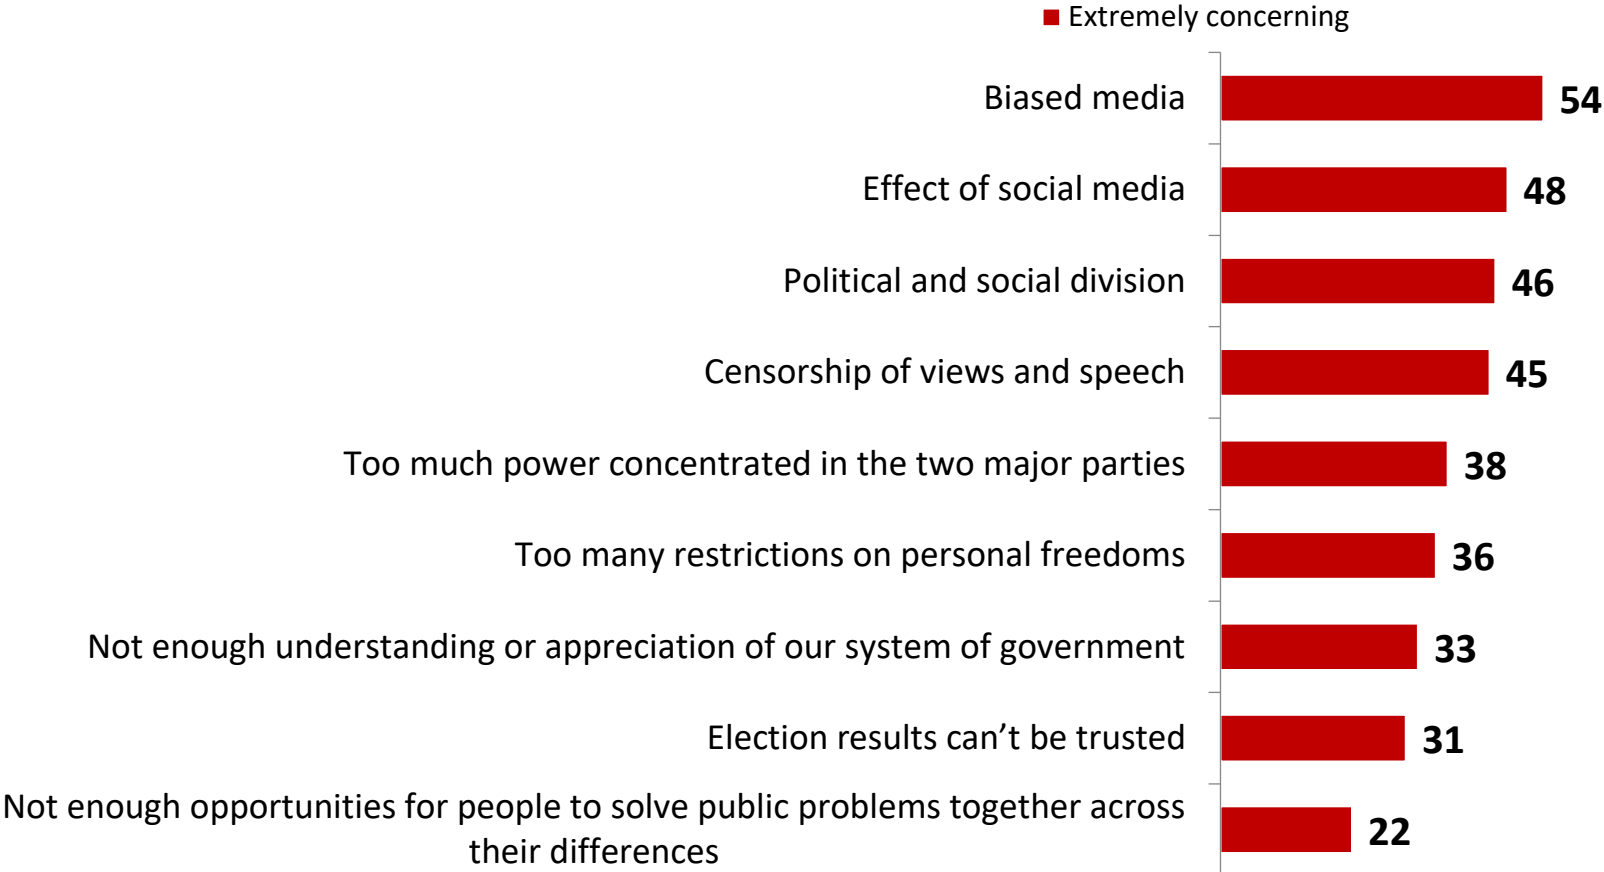 Extremely concerning
Biased media 54
Effect of social media 48
Political and social division 46
Censorship of views and speech 45
Too much power concentrated in the two major parties 38
Too many restrictions on personal freedoms 36
Not enough understanding or appreciation of our system of government 33
Election results can’t be trusted 31
Not enough opportunities for people to solve public problems together across
their differences 22